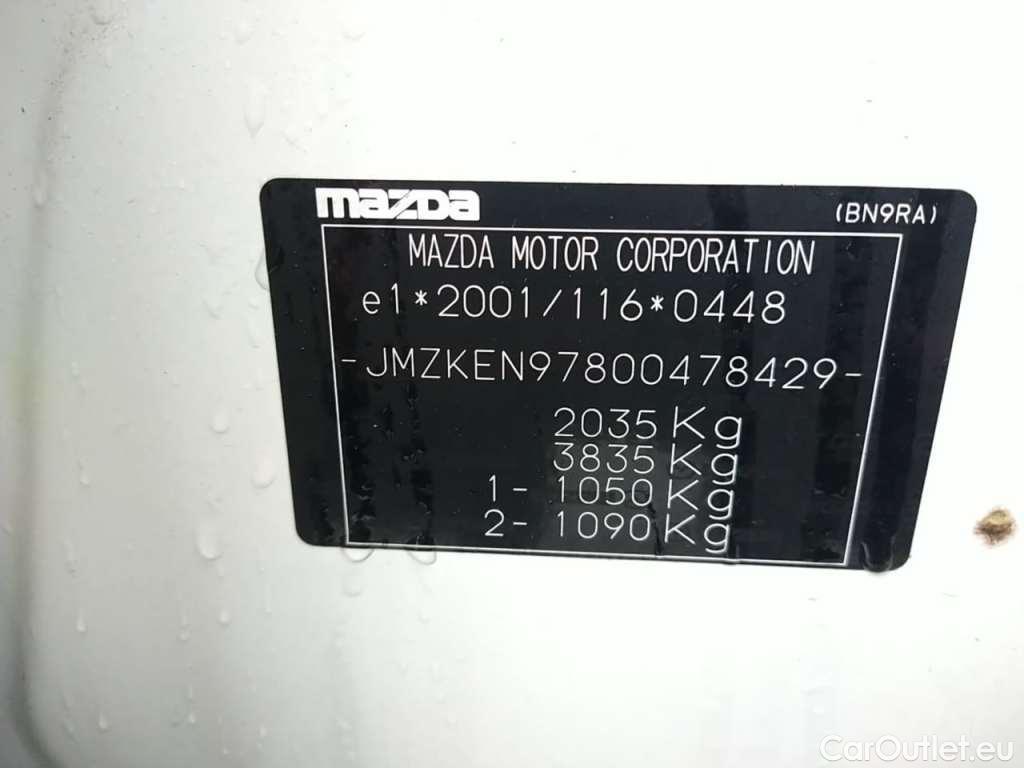 mazda
(BN9RA)
MAZDA MOTOR CORPORATION
e1*2001/116*0448
-JMZKEN97800478429-
2035 Kg
3835 Kg
1- 1050 Kg
2- 1090 Kg
CarOutlet.eu